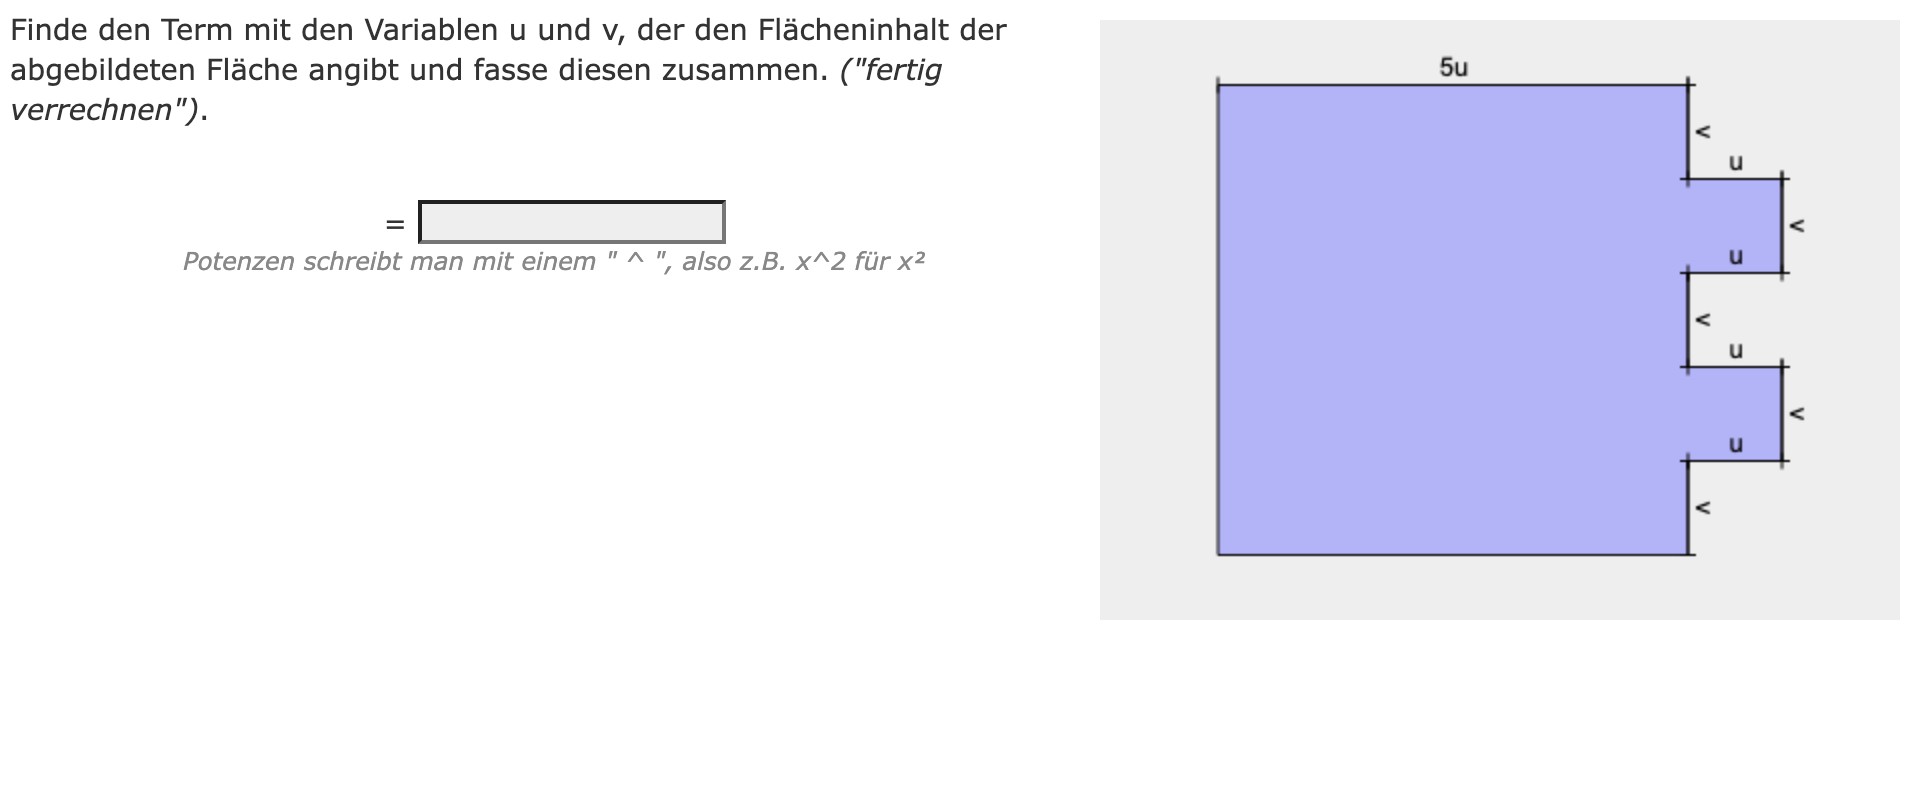 Finde den Term mit den Variablen u und v, der den Flächeninhalt der
abgebildeten Fläche angibt und fasse diesen zusammen. ("fertig
verrechnen").
=
Potenzen schreibt man mit einem " ^ ", also z.B. x^2 für x²
5u
v
u
v
u
v
u
v
u
v